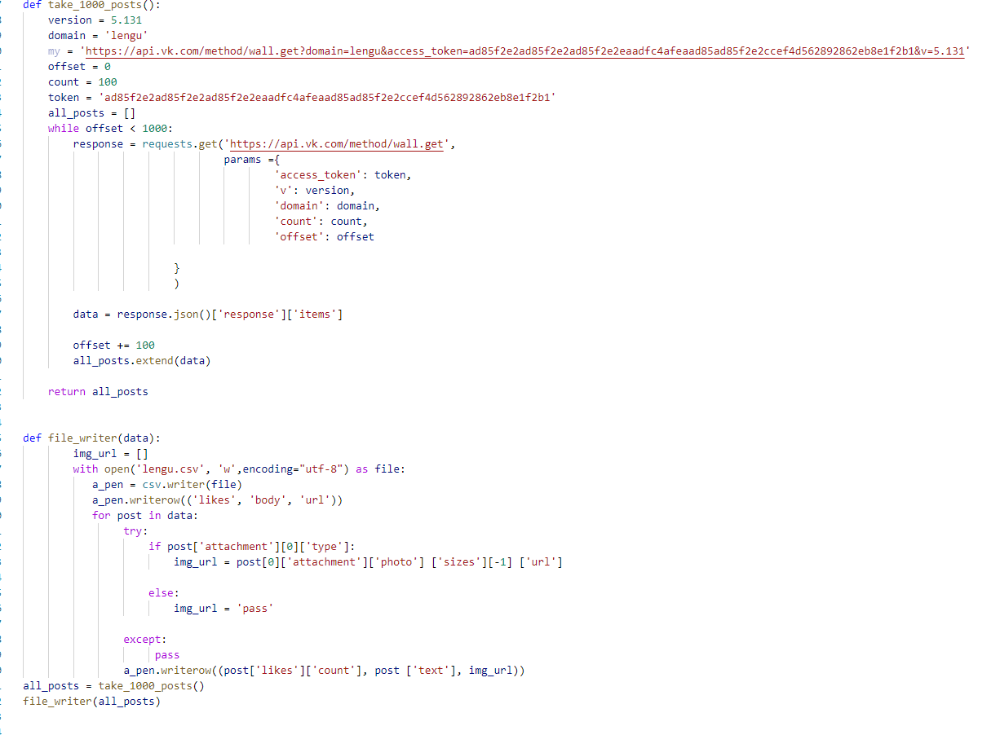 def take_1000_posts():
version = 5.131
domain = 'lengu'
my = 'https://api.vk.com/method/wall.get?domain=lengu&access_token=ad85f2e2ad85f2e2ad85f2e2eaadfc4afeaad85ad85f2e2ccef4d562892862eb8e1f2b1&v=5.131'
offset = 0
count = 100
token = 'ad85f2e2ad85f2e2ad85f2e2eaadfc4afeaad85ad85f2e2ccef4d562892862eb8e1f2b1'
all_posts = []
while offset < 1000:
response = requests.get('https://api.vk.com/method/wall.get',
params ={
'access_token': token,
'v': version,
'domain': domain,
'count': count,
'offset': offset
}
)
data = response.json()['response']['items']
offset += 100
all_posts.extend(data)
return all_posts
def file_writer(data):
img_url = []
with open('lengu.csv', 'w',encoding="utf-8") as file:
a_pen = csv.writer(file)
a_pen.writerow(('likes', 'body', 'url'))
for post in data:
try:
if post['attachment'][0]['type']:
img_url = post[0]['attachment']['photo'] ['sizes'][-1] ['url']
else:
img_url = 'pass'
except:
pass
a_pen.writerow((post['likes']['count'], post ['text'], img_url))
all_posts = take_1000_posts()
file_writer(all_posts)